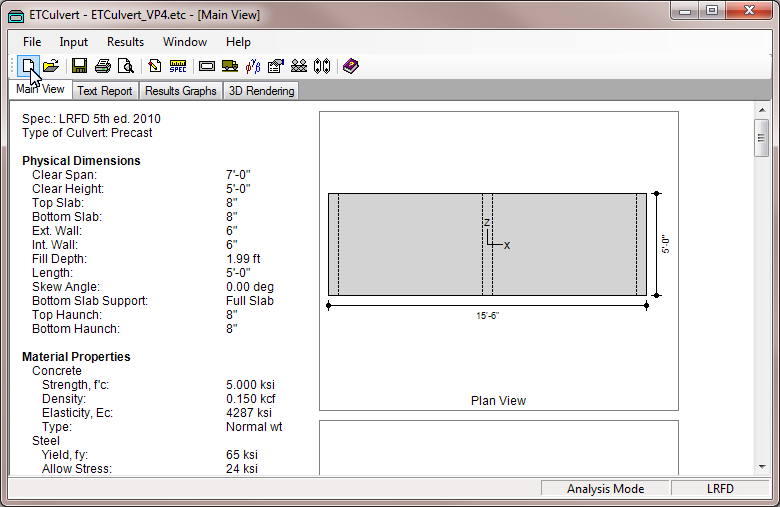 ETCulvert - ETCulvert_VP4.etc - [Main View]
File Input Results Window Help
SPEC
φγβ
Main View Text Report Results Graphs 3D Rendering
Spec.: LRFD 5th ed. 2010
Type of Culvert: Precast
Physical Dimensions
Clear Span: 7'-0"
Clear Height: 5'-0"
Top Slab: 8"
Bottom Slab: 8"
Ext. Wall: 6"
Int. Wall: 6"
Fill Depth: 1.99 ft
Length: 5'-0"
Skew Angle: 0.00 deg
Bottom Slab Support: Full Slab
Top Haunch: 8"
Bottom Haunch: 8"
Material Properties
Concrete
Strength, f'c: 5.000 ksi
Density: 0.150 kcf
Elasticity, Ec: 4287 ksi
Type: Normal wt
Steel
Yield, fy: 65 ksi
Allow Stress: 24 ksi
Z
X
5'-0"
15'-6"
Plan View
Analysis Mode LRFD